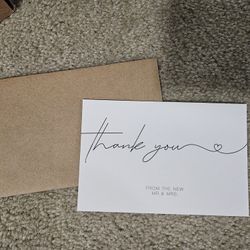 thank you
FROM THE NEW
MR & MRS